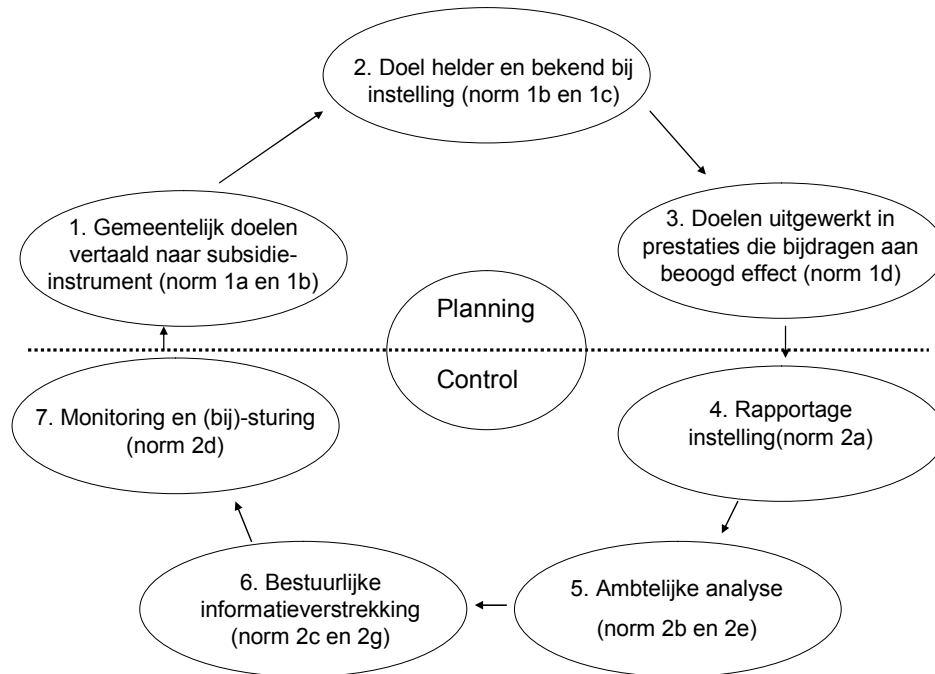 2. Doel helder en bekend bij
instelling (norm 1b en 1c)
1. Gemeentelijk doelen
vertaald naar subsidie-
instrument (norm 1a en 1b)
3. Doelen uitgewerkt in
prestaties die bijdragen aan
beoogd effect (norm 1d)
Planning
Control
7. Monitoring en (bij)-sturing
(norm 2d)
4. Rapportage
instelling(norm 2a)
6. Bestuurlijke
informatieverstrekking
(norm 2c en 2g)
5. Ambtelijke analyse
(norm 2b en 2e)